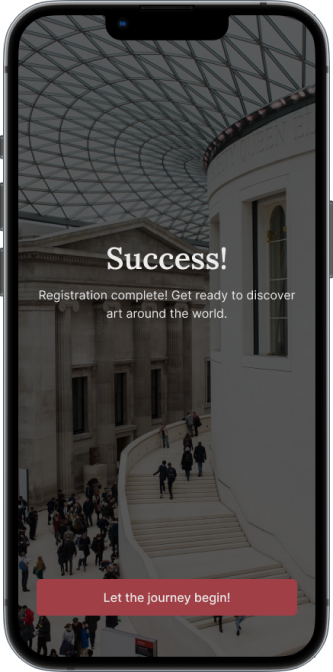 Success!
Registration complete! Get ready to discover
art around the world.
Let the journey begin!